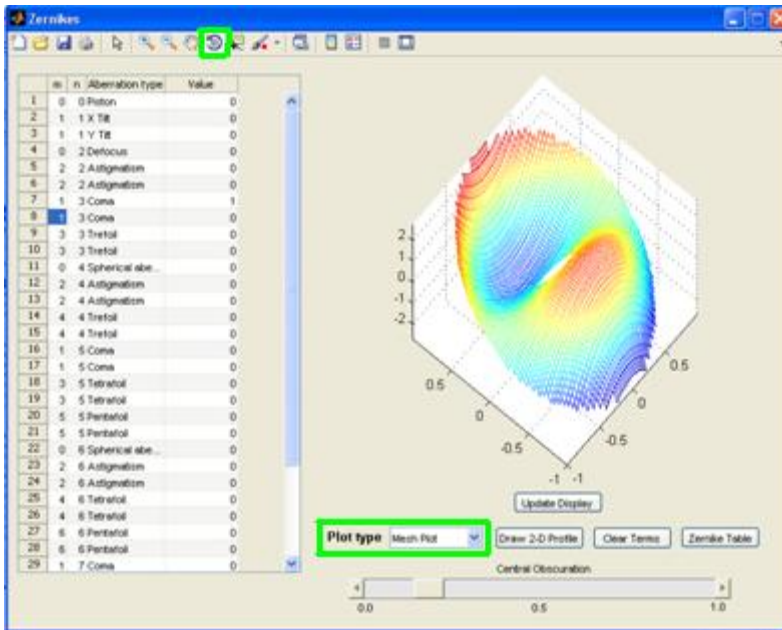 Zernikes
m n Aberration type Value
1 0 0 Piston 0
2 1 1 X Tilt 0
3 1 1 Y Tilt 0
4 0 2 Defocus 0
5 2 2 Astigmatism 0
6 2 2 Astigmatism 0
7 1 3 Coma 1
8 1 3 Coma 0
9 3 3 Trefoil 0
10 3 3 Trefoil 0
11 0 4 Spherical abe... 0
12 2 4 Astigmatism 0
13 2 4 Astigmatism 0
14 4 4 Trefoil 0
15 4 4 Trefoil 0
16 1 5 Coma 0
17 1 5 Coma 0
18 3 5 Tetrafoil 0
19 3 5 Tetrafoil 0
20 5 5 Pentafoil 0
21 5 5 Pentafoil 0
22 0 6 Spherical abe... 0
23 2 6 Astigmatism 0
24 2 6 Astigmatism 0
25 4 6 Tetrafoil 0
26 4 6 Tetrafoil 0
27 6 6 Pentafoil 0
28 6 6 Pentafoil 0
29 1 7 Coma 0
2
1
0
-1
-2
0.5
0
-0.5
-1
-1
-0.5
0
0.5
Update Display
Plot type Mesh Plot Draw 2-D Profile Clear Terms Zernike Table
Central Obscuration
0.0 0.5 1.0